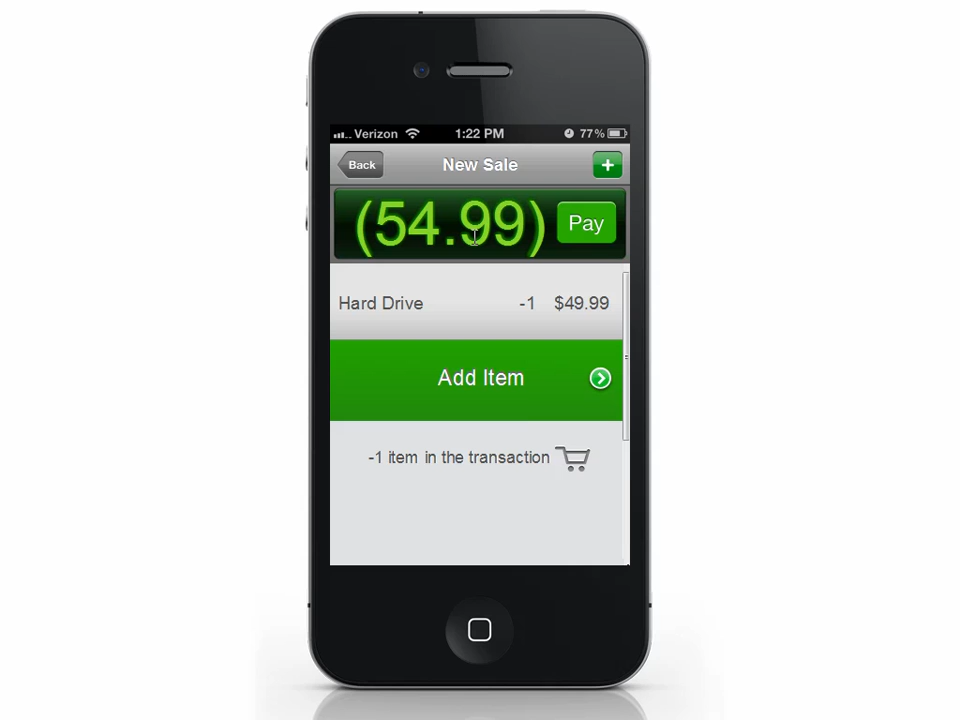 Verizon 1:22 PM 77%
Back New Sale +
(54.99) Pay
Hard Drive -1 $49.99
Add Item
-1 item in the transaction